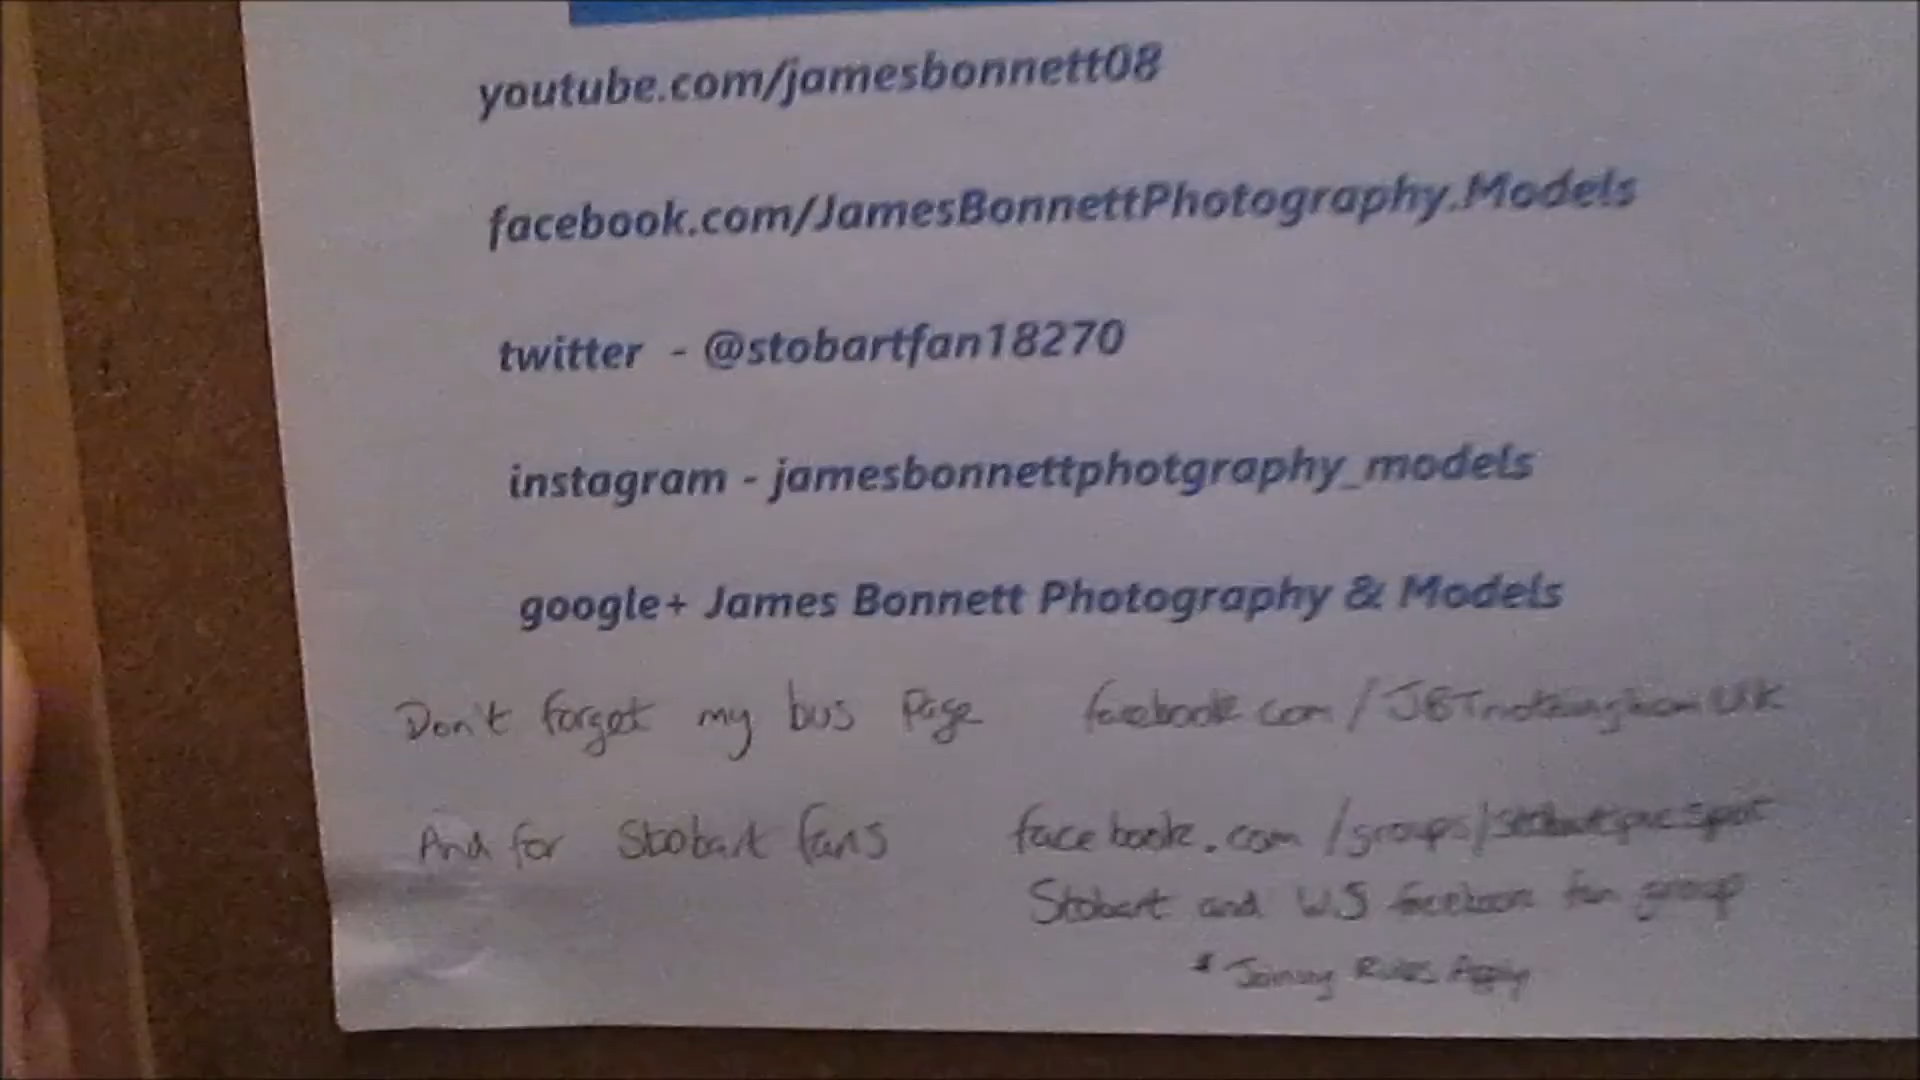 youtube.com/jamesbonnett08
facebook.com/JamesBonnettPhotography.Models
twitter - @stobartfan18270
instagram - jamesbonnettphotgraphy_models
google+ James Bonnett Photography & Models
Don't forget my bus Page facebook.com/JBTnottinghamUK
And for Stobart fans facebook.com/groups/
Stobart and WS facebook fan group
* Joining Rules Apply